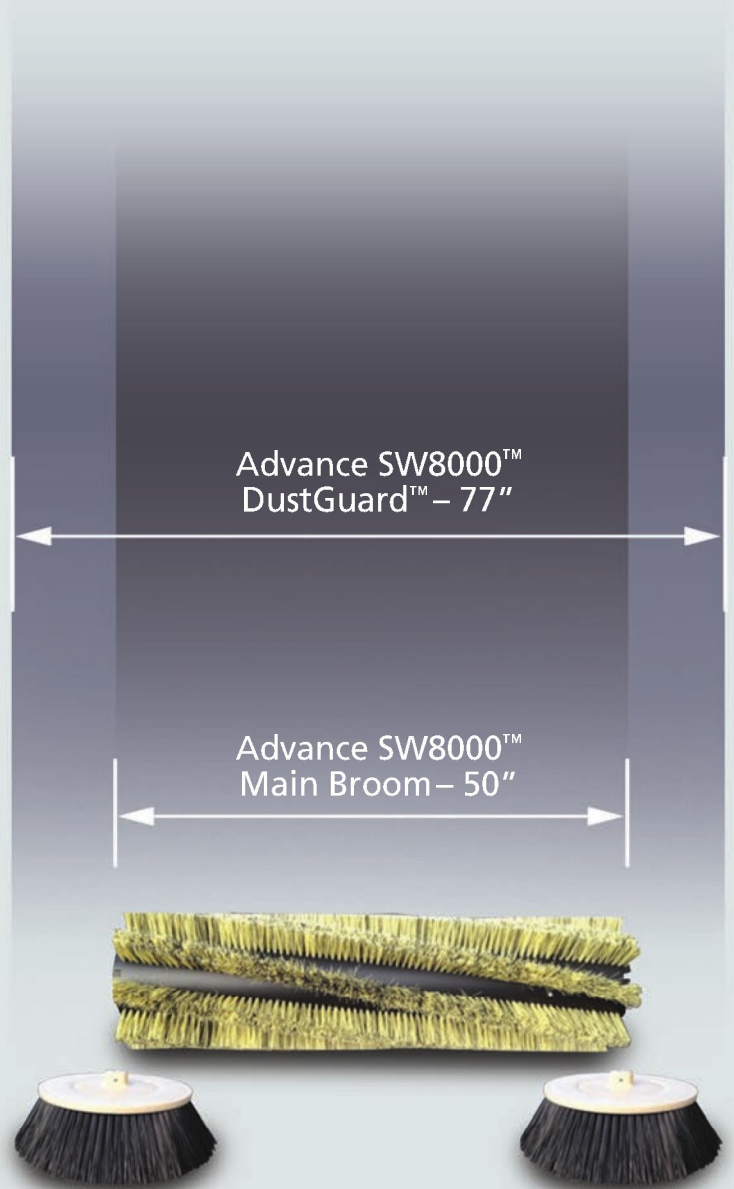 Advance SW8000™
DustGuard™ – 77”
Advance SW8000™
Main Broom – 50”